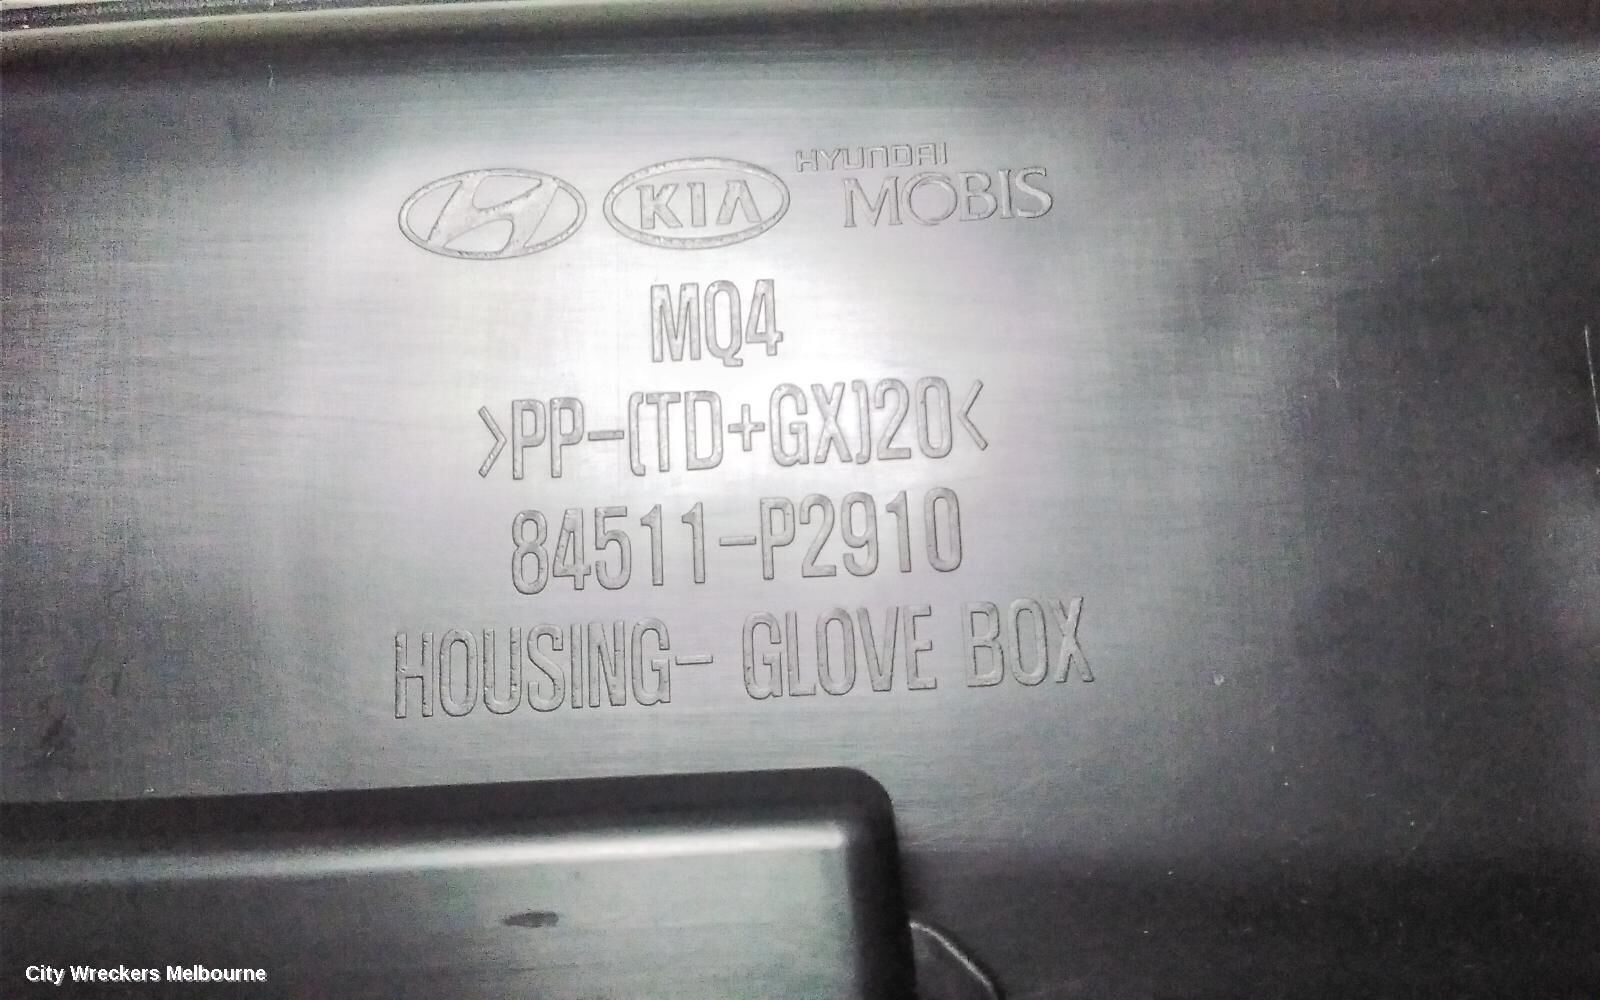 KIA HYUNDAI
MOBIS
MQ4
>PP-(TD+GX)20<
84511-P2910
HOUSING- GLOVE BOX
City Wreckers Melbourne